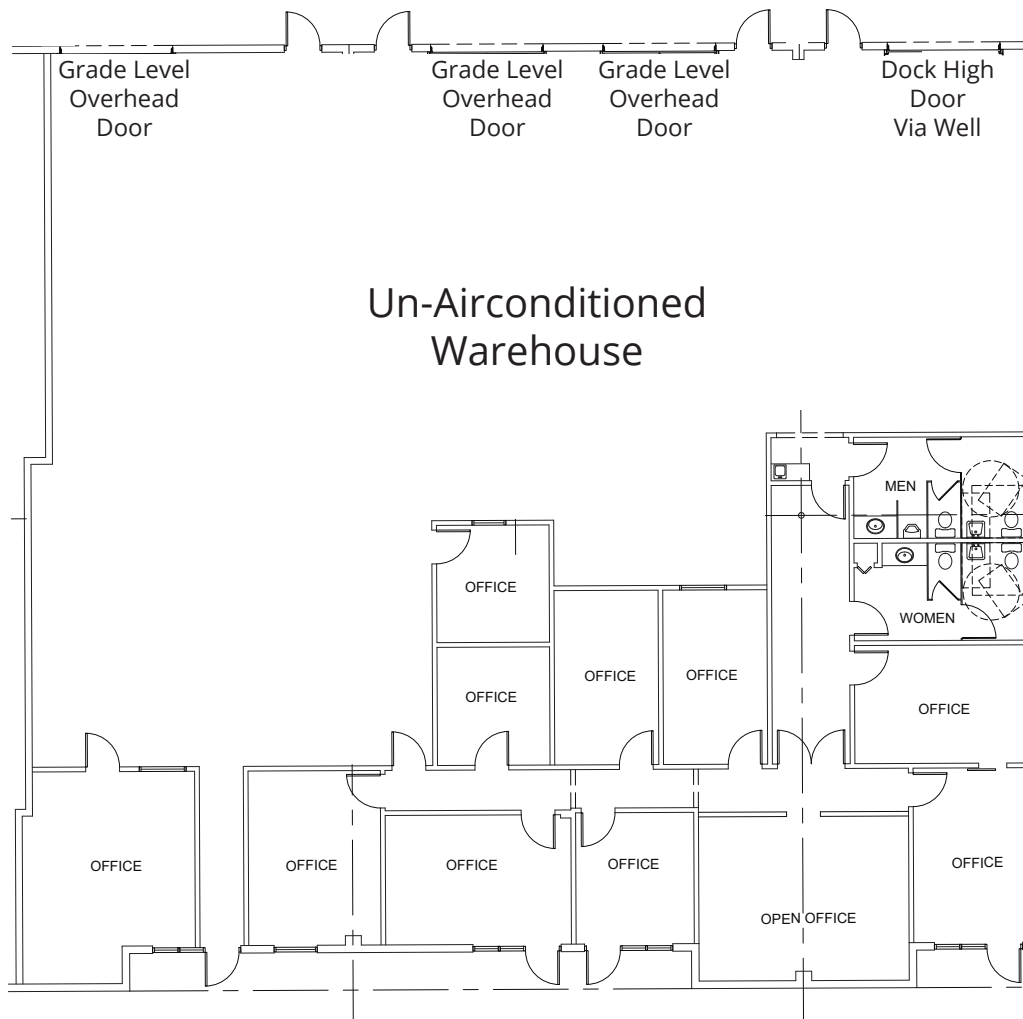 Grade Level
Overhead
Door
Grade Level
Overhead
Door
Grade Level
Overhead
Door
Dock High
Door
Via Well
Un-Airconditioned
Warehouse
MEN
OFFICE
WOMEN
OFFICE
OFFICE
OFFICE
OFFICE
OFFICE
OFFICE
OFFICE
OFFICE
OFFICE
OFFICE
OPEN OFFICE